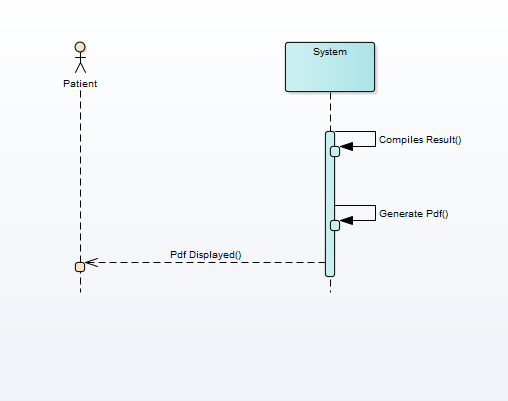 System
Patient
Compiles Result()
Generate Pdf()
Pdf Displayed()